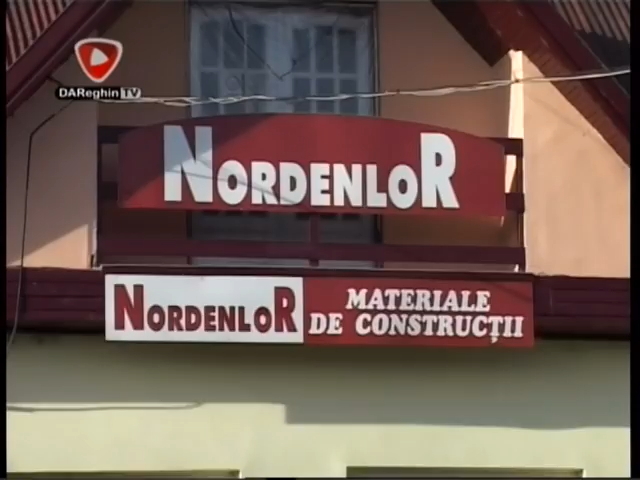 DAReghin TV
NORDENLOR
NORDENLOR
MATERIALE
DE CONSTRUCȚII